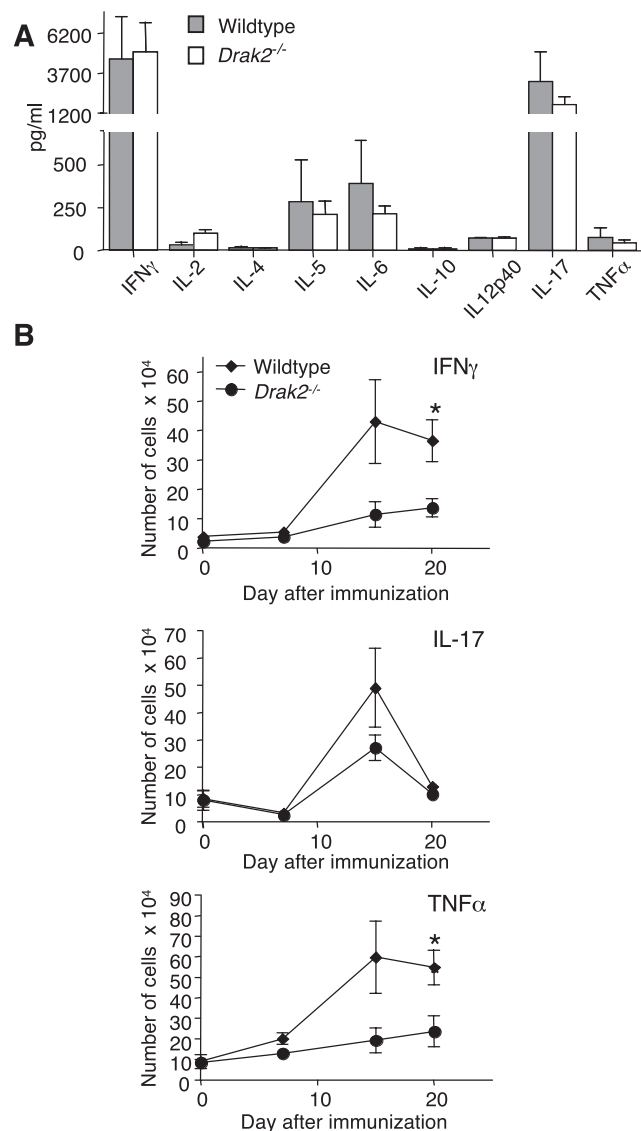 A
Wildtype
Drak2-/-
pg/ml
6200
3700
1200
500
250
0
IFNγ
IL-2
IL-4
IL-5
IL-6
IL-10
IL12p40
IL-17
TNFα
B
Wildtype
Drak2-/-
IFNγ
*
Number of cells x 10⁴
60
50
40
30
20
10
0
0 10 20
Day after immunization
IL-17
Number of cells x 10⁴
70
60
50
40
30
20
10
0
0 10 20
Day after immunization
TNFα
*
Number of cells x 10⁴
90
80
70
60
50
40
30
20
10
0
0 10 20
Day after immunization